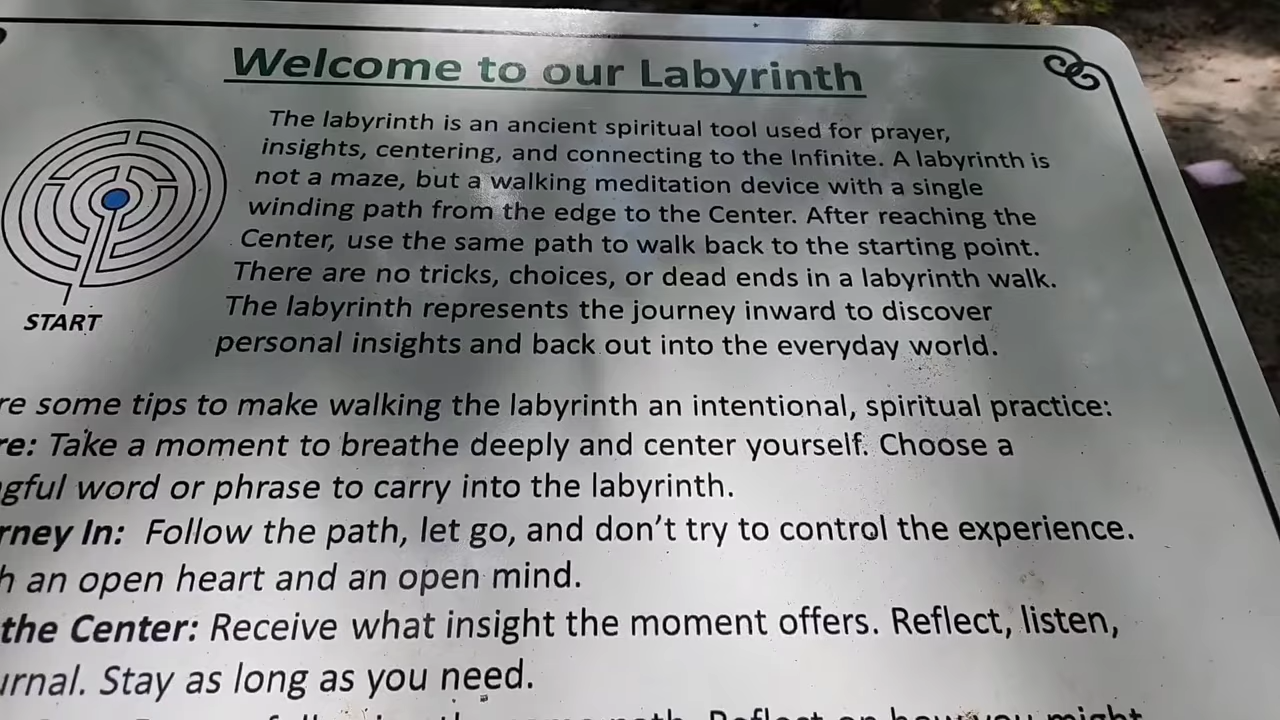 Welcome to our Labyrinth
The labyrinth is an ancient spiritual tool used for prayer,
insights, centering, and connecting to the Infinite. A labyrinth is
not a maze, but a walking meditation device with a single
winding path from the edge to the Center. After reaching the
Center, use the same path to walk back to the starting point.
There are no tricks, choices, or dead ends in a labyrinth walk.
The labyrinth represents the journey inward to discover
personal insights and back out into the everyday world.
START
re some tips to make walking the labyrinth an intentional, spiritual practice:
re: Take a moment to breathe deeply and center yourself. Choose a
gful word or phrase to carry into the labyrinth.
rney In: Follow the path, let go, and don't try to control the experience.
h an open heart and an open mind.
the Center: Receive what insight the moment offers. Reflect, listen,
urnal. Stay as long as you need.
path. Reflect on how you might